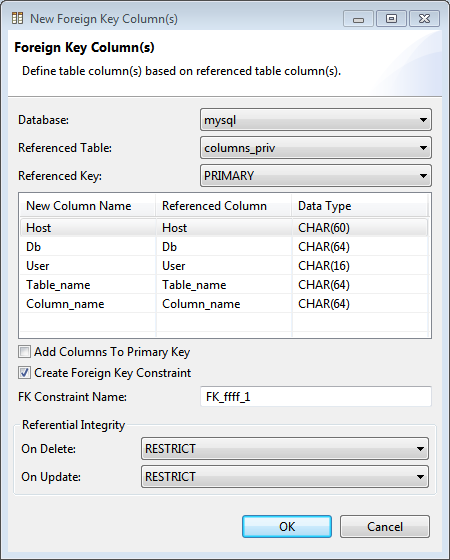 New Foreign Key Column(s)
Foreign Key Column(s)
Define table column(s) based on referenced table column(s).
Database: mysql
Referenced Table: columns_priv
Referenced Key: PRIMARY
New Column Name Referenced Column Data Type
Host Host CHAR(60)
Db Db CHAR(64)
User User CHAR(16)
Table_name Table_name CHAR(64)
Column_name Column_name CHAR(64)
Add Columns To Primary Key
Create Foreign Key Constraint
FK Constraint Name: FK_ffff_1
Referential Integrity
On Delete: RESTRICT
On Update: RESTRICT
OK Cancel